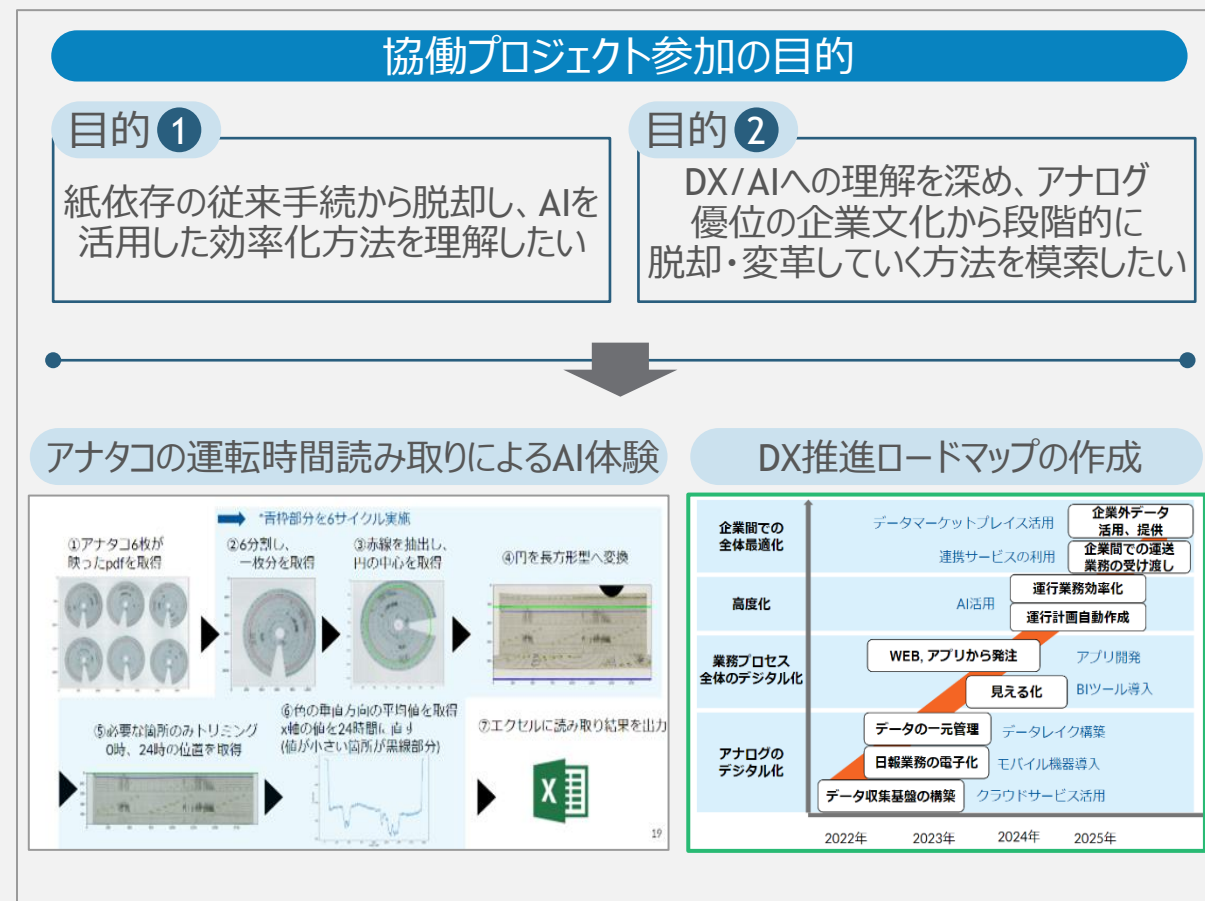 協働プロジェクト参加の目的
目的 1
紙依存の従来手続から脱却し、AIを
活用した効率化方法を理解したい
目的 2
DX/AIへの理解を深め、アナログ
優位の企業文化から段階的に
脱却・変革していく方法を模索したい
アナタコの運転時間読み取りによるAI体験
*青枠部分を6サイクル実施
①アナタコ6枚が
映ったpdfを取得
②6分割し、
一枚分を取得
③赤線を抽出し、
円の中心を取得
④円を長方形型へ変換
⑤必要な箇所のみトリミング
0時、24時の位置を取得
⑥色の垂直方向の平均値を取得
x軸の値を24時間に直す
(値が小さい箇所が黒線部分)
⑦エクセルに読み取り結果を出力
X
19
DX推進ロードマップの作成
企業間での
全体最適化
データマーケットプレイス活用
企業外データ
活用、提供
連携サービスの利用
企業間での運送
業務の受け渡し
高度化
AI活用
運行業務効率化
運行計画自動作成
業務プロセス
全体のデジタル化
WEB, アプリから発注
アプリ開発
見える化
BIツール導入
アナログの
デジタル化
データの一元管理
データレイク構築
日報業務の電子化
モバイル機器導入
データ収集基盤の構築
クラウドサービス活用
2022年
2023年
2024年
2025年